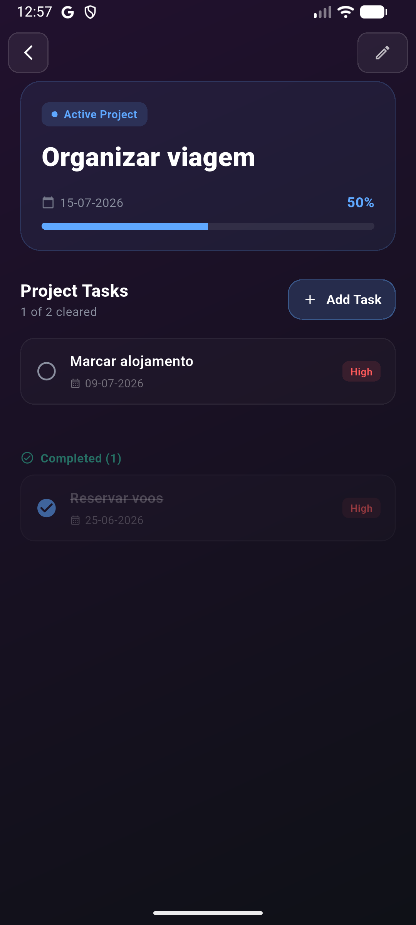 12:57
Active Project
Organizar viagem
15-07-2026
50%
Project Tasks
1 of 2 cleared
+ Add Task
Marcar alojamento
09-07-2026
High
Completed (1)
Reservar voos
25-06-2026
High